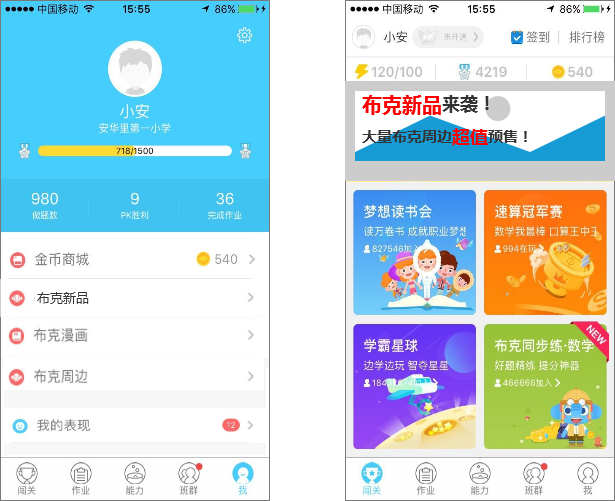 中国移动 15:55 86%
小安
安华里第一小学
718/1500
980 9 36
做题数 PK胜利 完成作业
金币商城 540
布克新品
布克漫画
布克周边
我的表现 12
闯关 作业 能力 班群 我
中国移动 15:55 86%
小安 未开通 签到 排行榜
120/100 4219 540
布克新品来袭！
大量布克周边超值预售！
梦想读书会
读万卷书 成就职业梦想
827546加入
速算冠军赛
数学我最棒 口算王中王
994在玩
学霸星球
边学边玩 智夺星星
布克同步练·数学
NEW
好题精练 提分神器
466666加入
闯关 作业 能力 班群 我